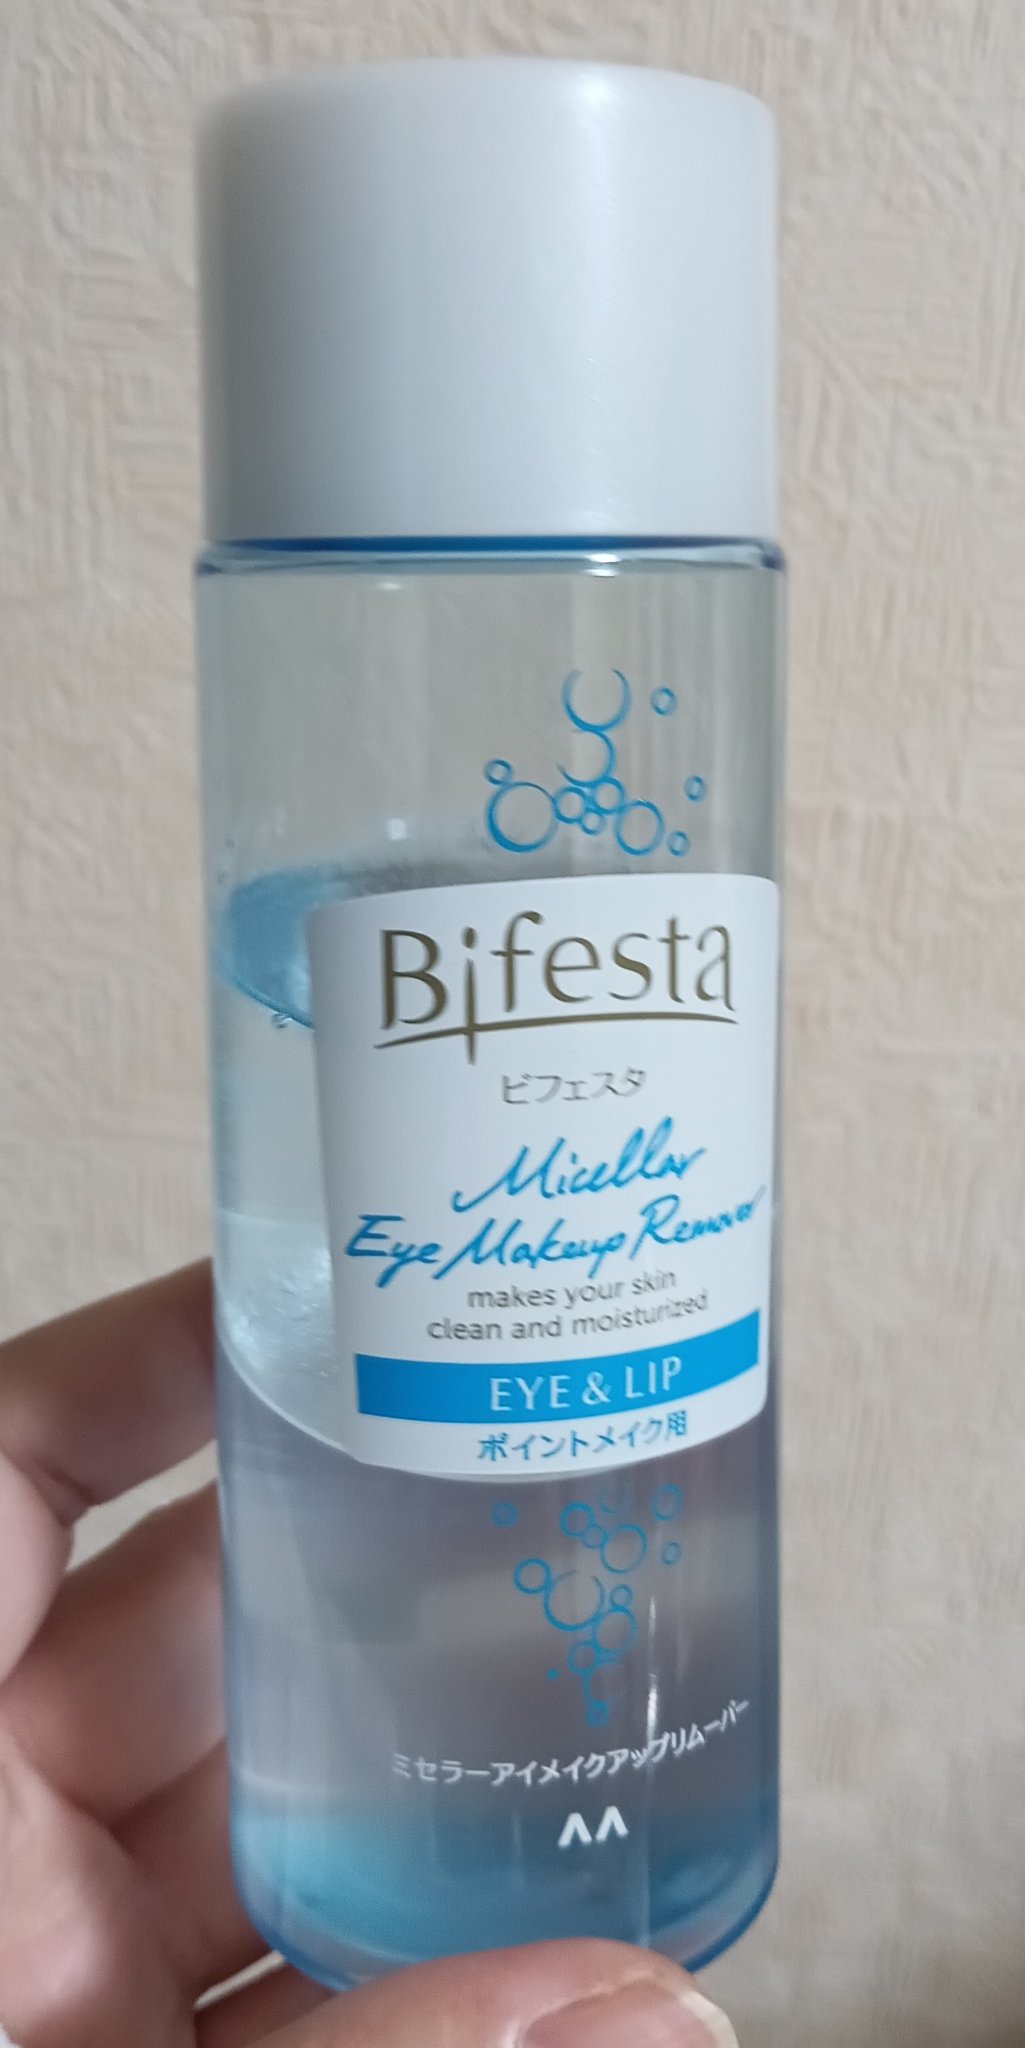 Bifesta
ビフェスタ
Micellar
Eye Makeup Remover
makes your skin
clean and moisturized
EYE & LIP
ポイントメイク用
ミセラーアイメイクアップリムーバー